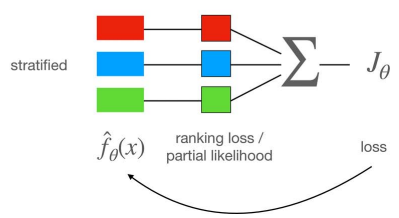 stratified
∑
J_θ
f̂_θ(x)
ranking loss /
partial likelihood
loss